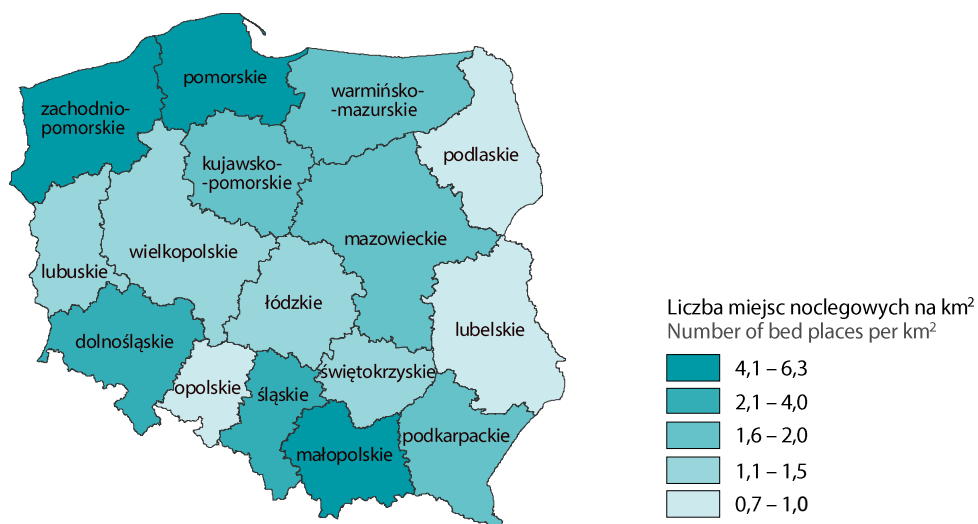 pomorskie
zachodnio-
pomorskie
warmińsko-
-mazurskie
podlaskie
kujawsko-
-pomorskie
mazowieckie
wielkopolskie
lubuskie
łódzkie
lubelskie
dolnośląskie
opolskie
śląskie
świętokrzyskie
małopolskie
podkarpackie
Liczba miejsc noclegowych na km²
Number of bed places per km²
4,1 – 6,3
2,1 – 4,0
1,6 – 2,0
1,1 – 1,5
0,7 – 1,0